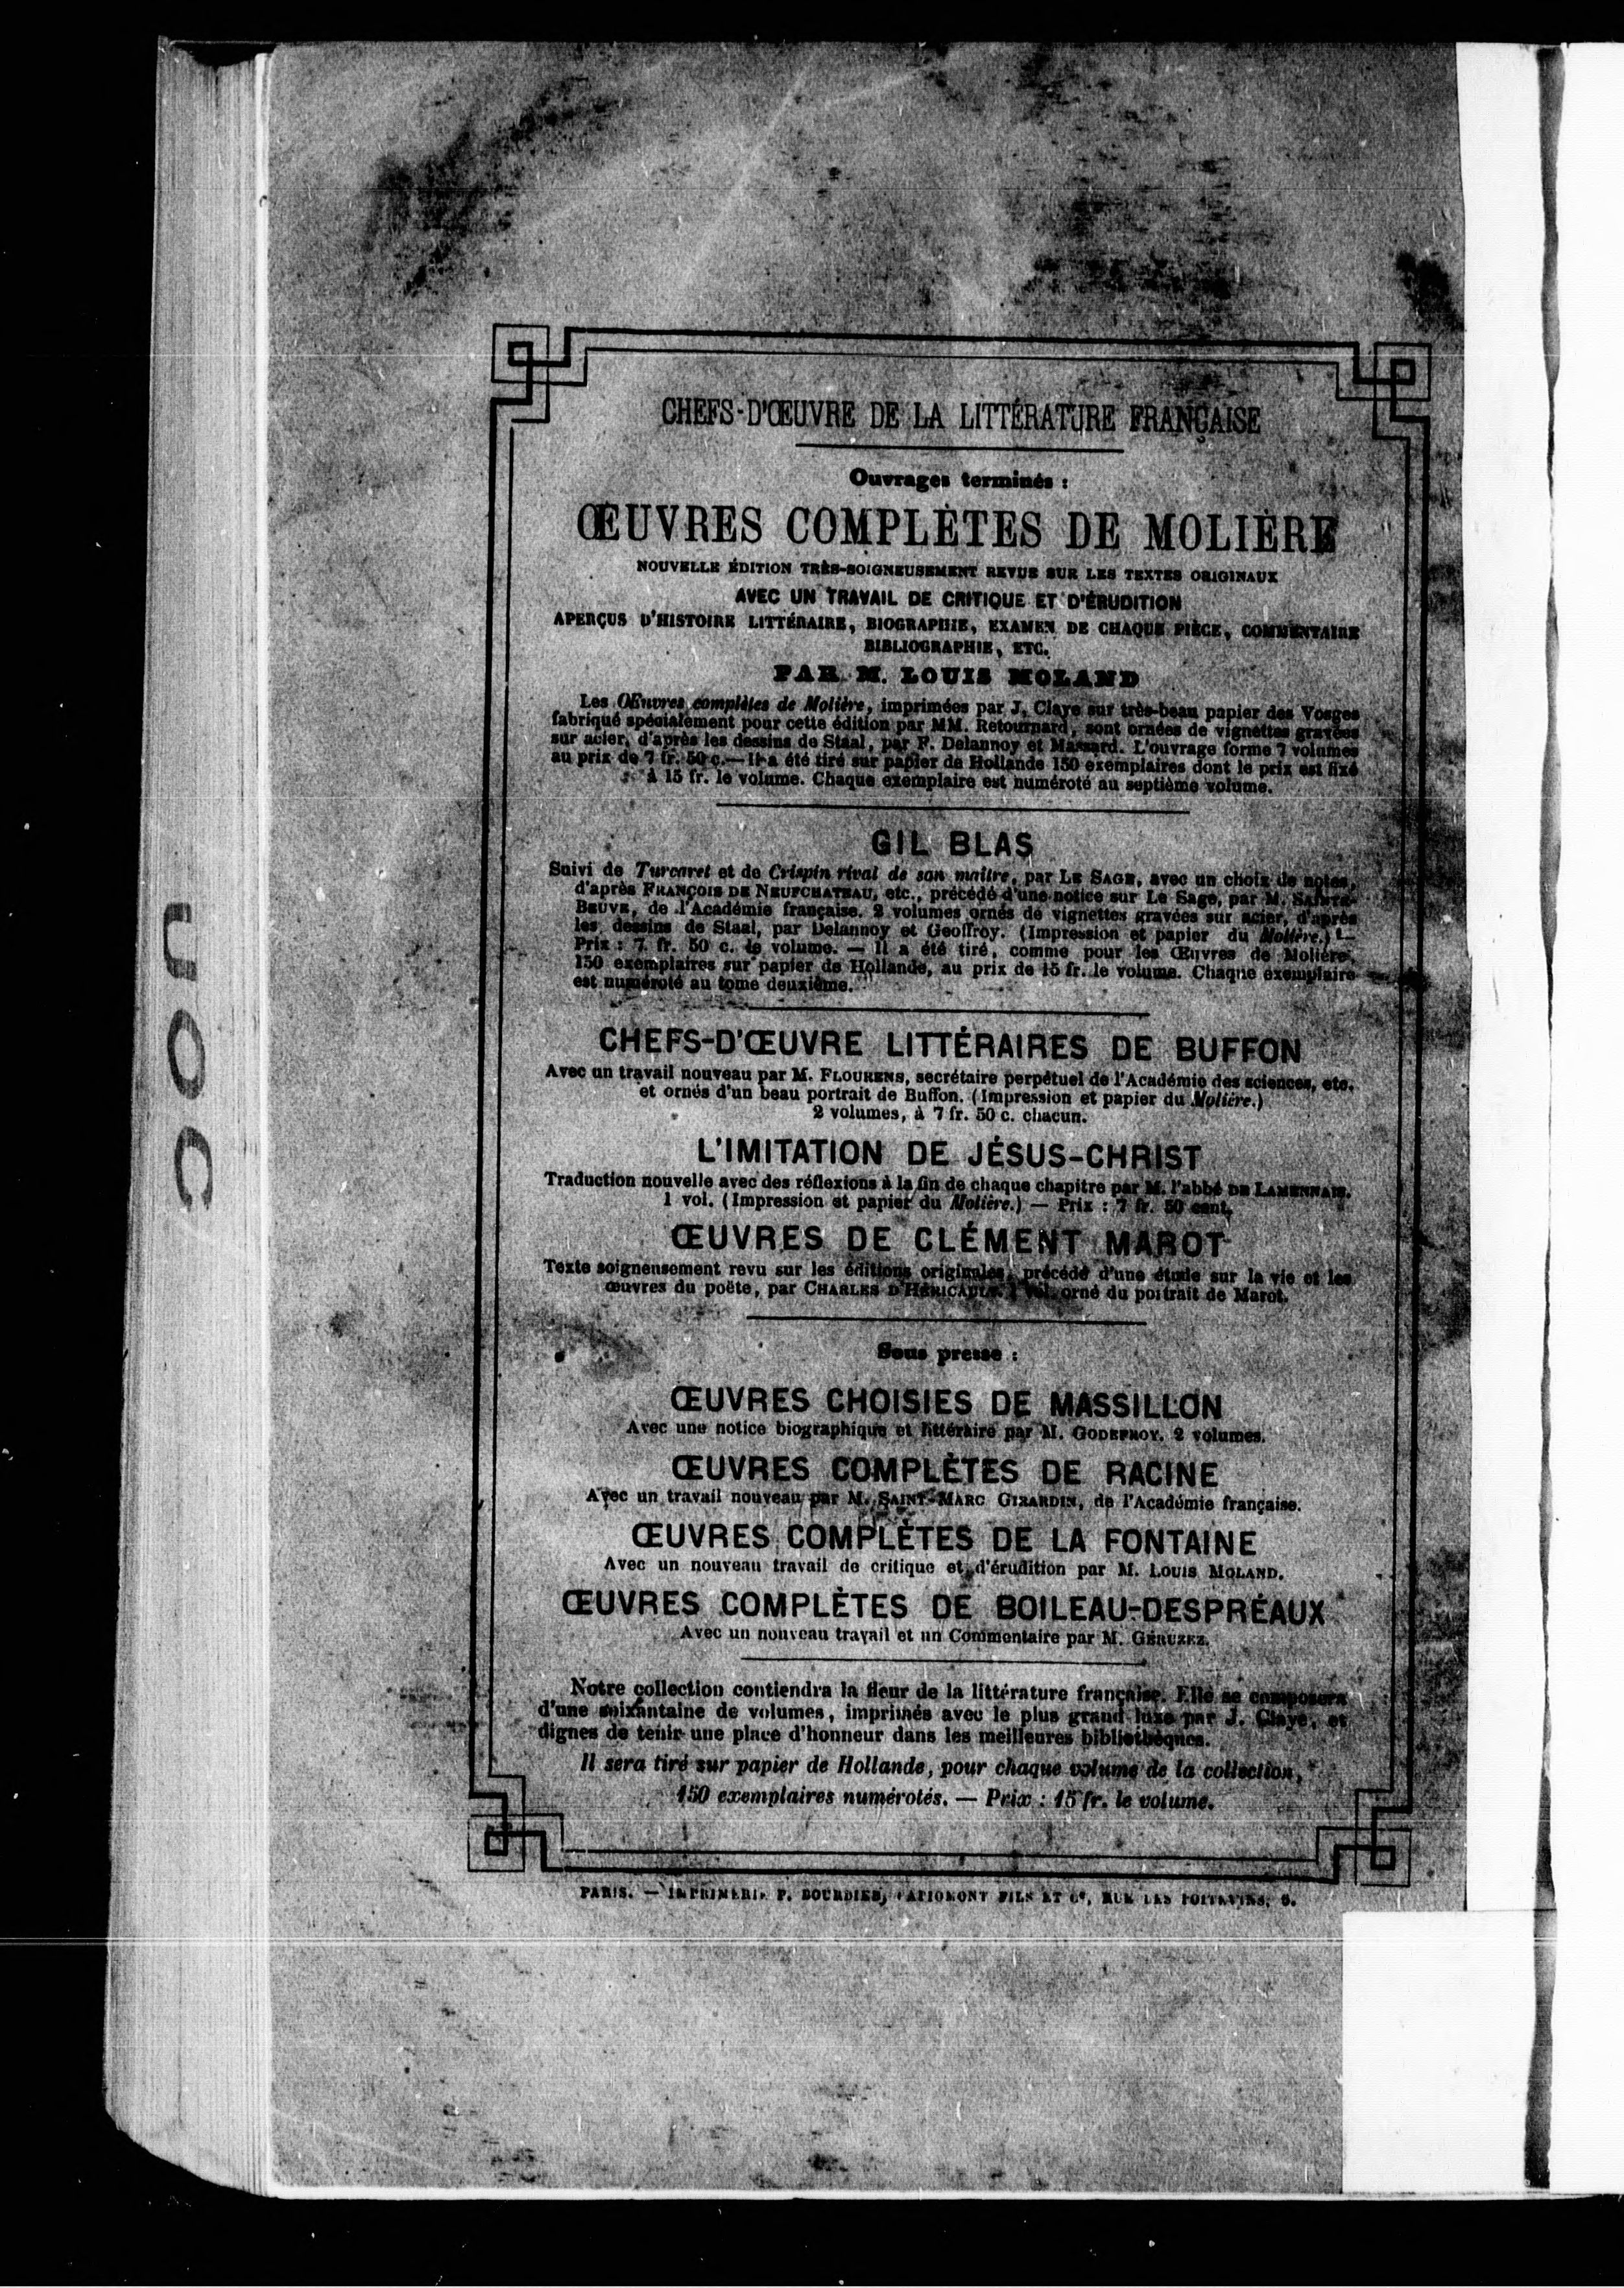 CHEFS-D'ŒUVRE DE LA LITTÉRATURE FRANÇAISE
Ouvrages terminés :
ŒUVRES COMPLÈTES DE MOLIÈRE
NOUVELLE ÉDITION TRÈS-SOIGNEUSEMENT REVUE SUR LES TEXTES ORIGINAUX
AVEC UN TRAVAIL DE CRITIQUE ET D'ÉRUDITION
APERÇUS D'HISTOIRE LITTÉRAIRE, BIOGRAPHIE, EXAMEN DE CHAQUE PIÈCE, COMMENTAIRE
BIBLIOGRAPHIE, ETC.
PAR M. LOUIS MOLAND
Les Œuvres complètes de Molière, imprimées par J. Claye sur très-beau papier des Vosges
fabriqué spécialement pour cette édition par MM. Retournard, sont ornées de vignettes gravées
sur acier, d'après les dessins de Staal, par F. Delannoy et Massard. L'ouvrage forme 7 volumes
au prix de 7 fr. 50 c. — Il a été tiré sur papier de Hollande 150 exemplaires dont le prix est fixé
à 15 fr. le volume. Chaque exemplaire est numéroté au septième volume.
GIL BLAS
Suivi de Turcaret et de Crispin rival de son maître, par LE SAGE, avec un choix de notes,
d'après FRANÇOIS DE NEUFCHATEAU, etc., précédé d'une notice sur Le Sage, par M. SAINTE-
BEUVE, de l'Académie française. 2 volumes ornés de vignettes gravées sur acier, d'après
les dessins de Staal, par Delannoy et Geoffroy. (Impression et papier du Molière.) —
Prix : 7 fr. 50 c. le volume. — Il a été tiré, comme pour les Œuvres de Molière,
150 exemplaires sur papier de Hollande, au prix de 15 fr. le volume. Chaque exemplaire
est numéroté au tome deuxième.
CHEFS-D'ŒUVRE LITTÉRAIRES DE BUFFON
Avec un travail nouveau par M. FLOURENS, secrétaire perpétuel de l'Académie des sciences, etc.
et ornés d'un beau portrait de Buffon. (Impression et papier du Molière.)
2 volumes, à 7 fr. 50 c. chacun.
L'IMITATION DE JÉSUS-CHRIST
Traduction nouvelle avec des réflexions à la fin de chaque chapitre par M. l'abbé DE LAMENNAIS.
1 vol. (Impression et papier du Molière.) — Prix : 7 fr. 50 cent.
ŒUVRES DE CLÉMENT MAROT
Texte soigneusement revu sur les éditions originales, précédé d'une étude sur la vie et les
œuvres du poëte, par CHARLES D'HÉRICAULT. 1 vol. orné du portrait de Marot.
Sous presse :
ŒUVRES CHOISIES DE MASSILLON
Avec une notice biographique et littéraire par M. GODEFROY. 2 volumes.
ŒUVRES COMPLÈTES DE RACINE
Avec un travail nouveau par M. SAINT-MARC GIRARDIN, de l'Académie française.
ŒUVRES COMPLÈTES DE LA FONTAINE
Avec un nouveau travail de critique et d'érudition par M. LOUIS MOLAND.
ŒUVRES COMPLÈTES DE BOILEAU-DESPRÉAUX
Avec un nouveau travail et un Commentaire par M. GÉRUZEZ.
Notre collection contiendra la fleur de la littérature française. Elle se composera
d'une soixantaine de volumes, imprimés avec le plus grand luxe par J. Claye, et
dignes de tenir une place d'honneur dans les meilleures bibliothèques.
Il sera tiré sur papier de Hollande, pour chaque volume de la collection,
150 exemplaires numérotés. — Prix : 15 fr. le volume.
PARIS. — IMPRIMERIE P. BOURDIER, CAPIOMONT FILS ET Cᵉ, RUE DES POITEVINS, 6.